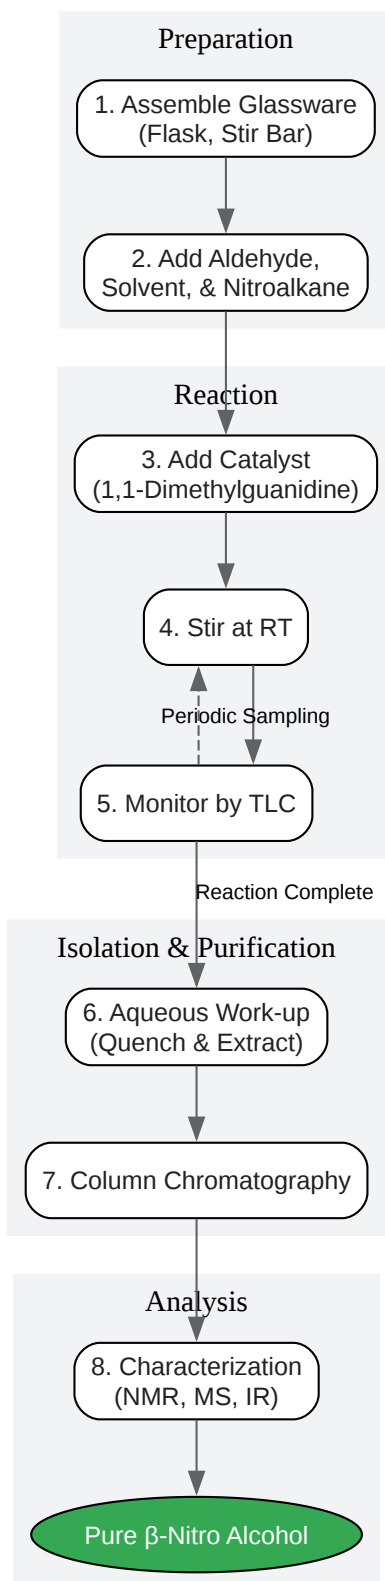 Preparation
1. Assemble Glassware
(Flask, Stir Bar)
2. Add Aldehyde,
Solvent, & Nitroalkane
Reaction
3. Add Catalyst
(1,1-Dimethylguanidine)
4. Stir at RT
Periodic Sampling
5. Monitor by TLC
Reaction Complete
Isolation & Purification
6. Aqueous Work-up
(Quench & Extract)
7. Column Chromatography
Analysis
8. Characterization
(NMR, MS, IR)
Pure β-Nitro Alcohol